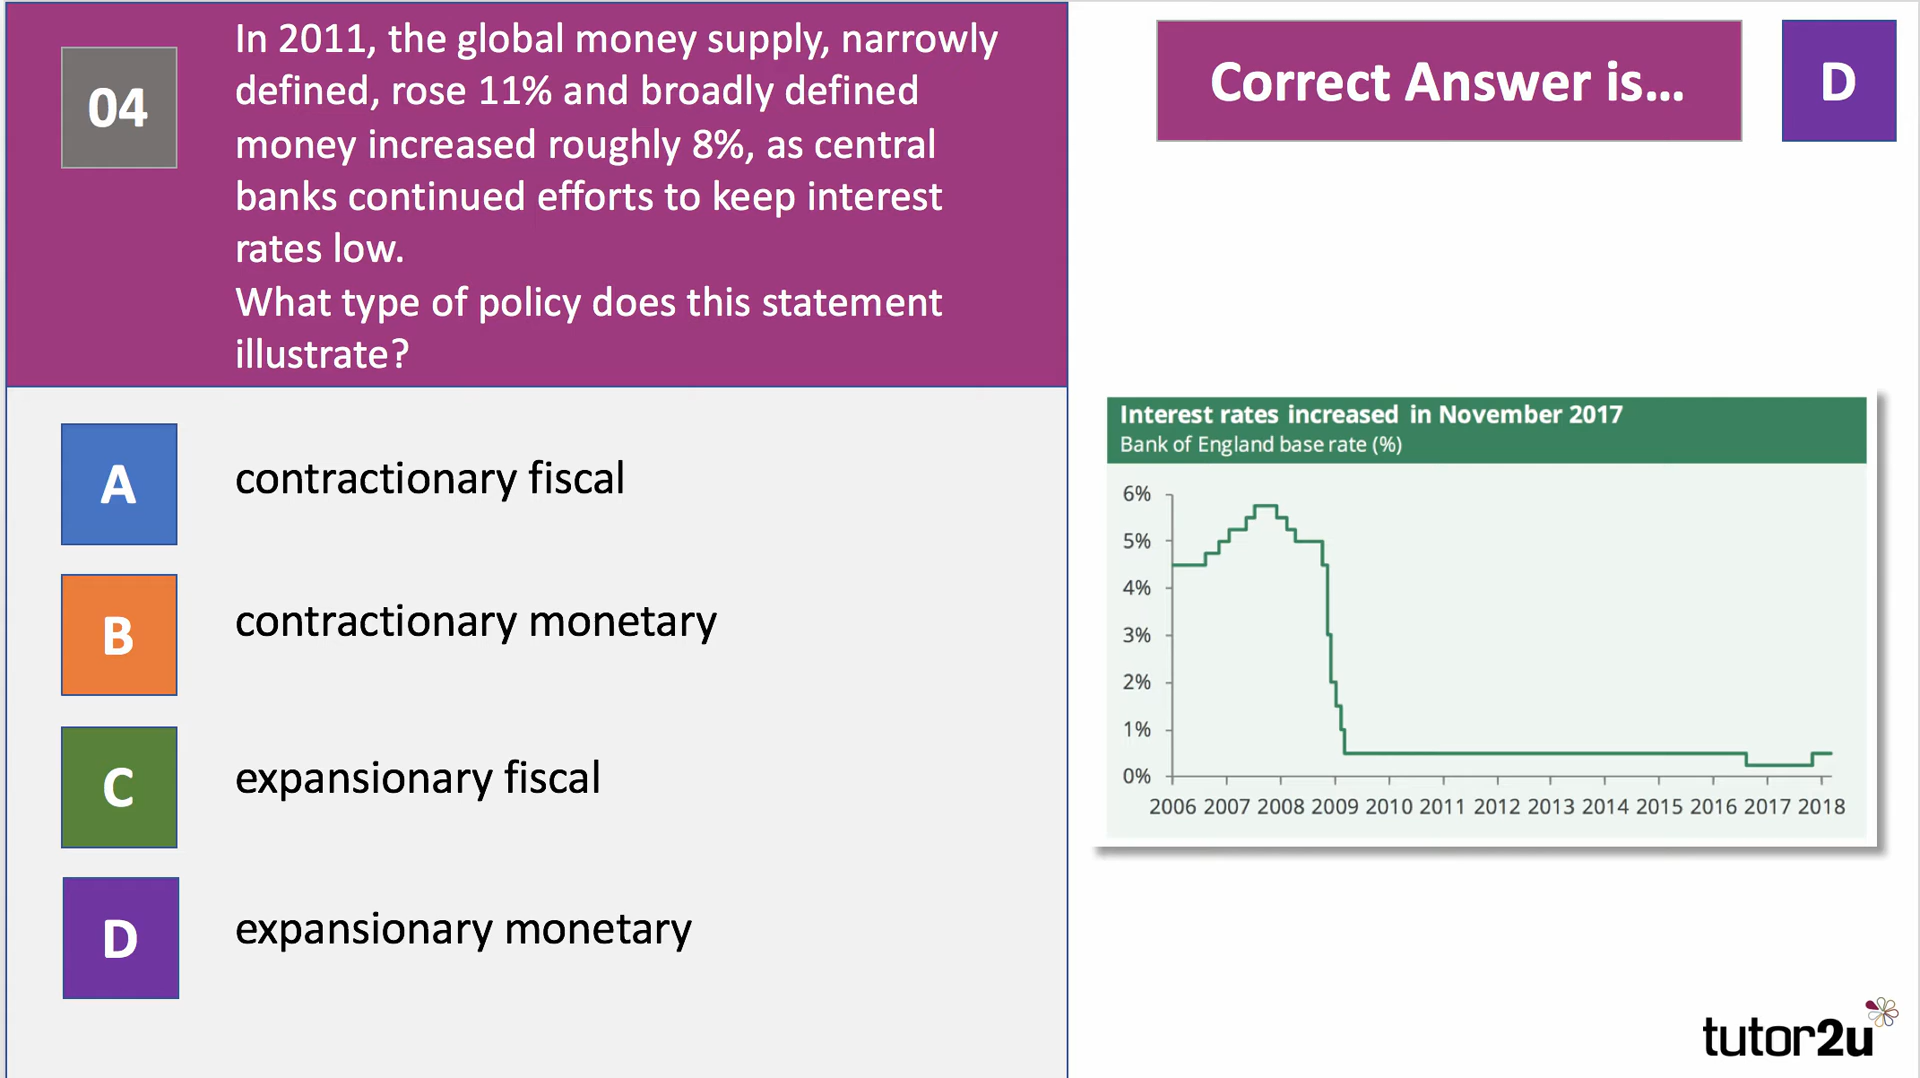 04
In 2011, the global money supply, narrowly
defined, rose 11% and broadly defined
money increased roughly 8%, as central
banks continued efforts to keep interest
rates low.
What type of policy does this statement
illustrate?
A
contractionary fiscal
B
contractionary monetary
C
expansionary fiscal
D
expansionary monetary
Correct Answer is...
D
Interest rates increased in November 2017
Bank of England base rate (%)
6%
5%
4%
3%
2%
1%
0%
2006 2007 2008 2009 2010 2011 2012 2013 2014 2015 2016 2017 2018
tutor2u